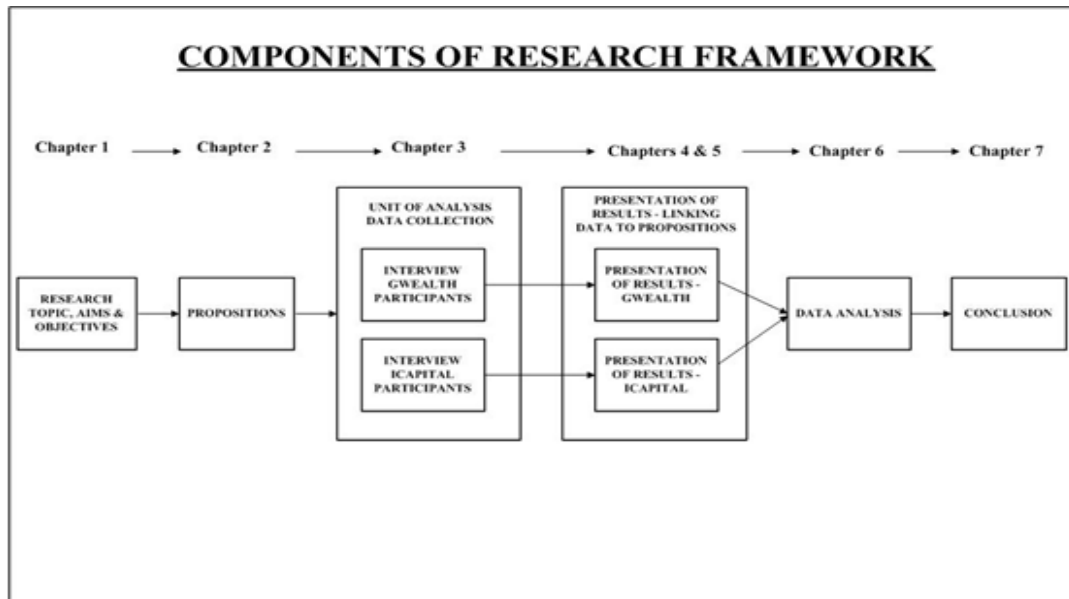 COMPONENTS OF RESEARCH FRAMEWORK
Chapter 1
Chapter 2
Chapter 3
Chapters 4 & 5
Chapter 6
Chapter 7
RESEARCH
TOPIC, AIMS &
OBJECTIVES
PROPOSITIONS
UNIT OF ANALYSIS
DATA COLLECTION
INTERVIEW
GWEALTH
PARTICIPANTS
INTERVIEW
ICAPITAL
PARTICIPANTS
PRESENTATION OF
RESULTS - LINKING
DATA TO PROPOSITIONS
PRESENTATION
OF RESULTS -
GWEALTH
PRESENTATION
OF RESULTS -
ICAPITAL
DATA ANALYSIS
CONCLUSION